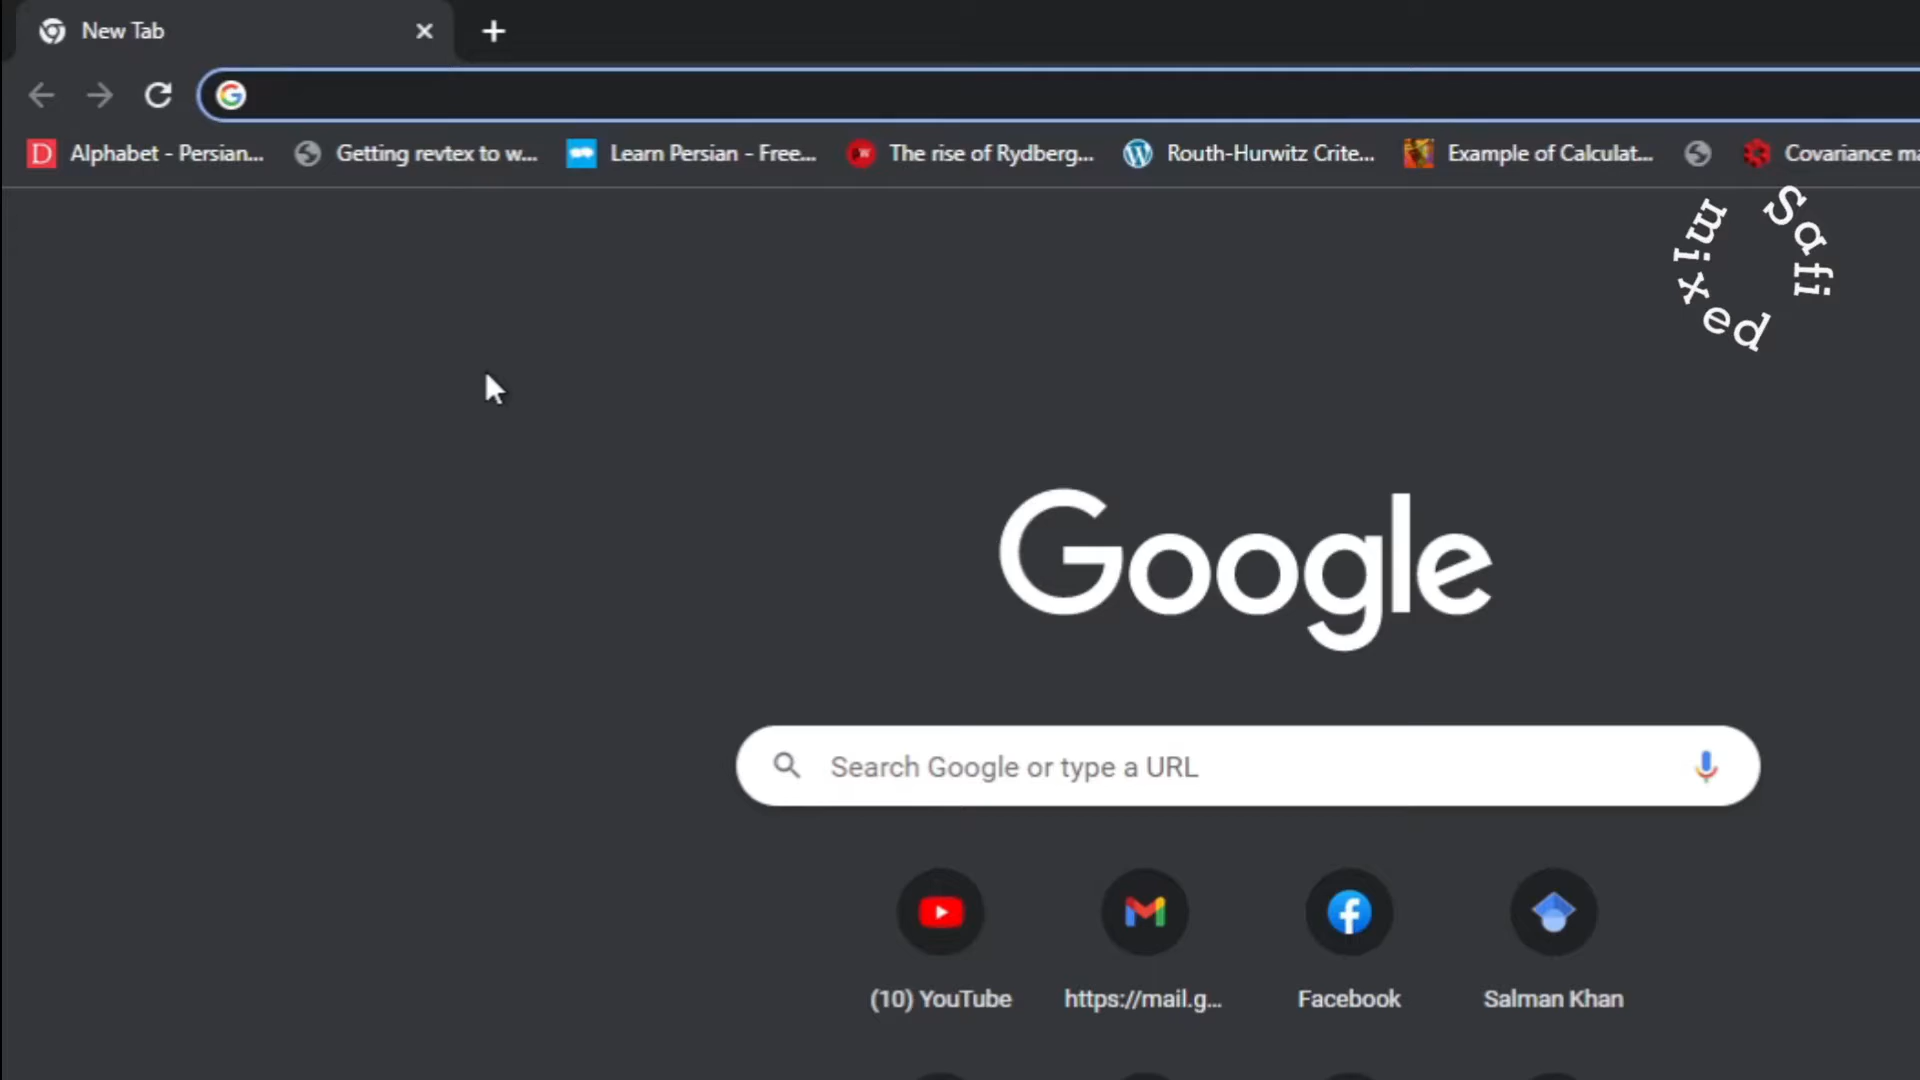 New Tab
Alphabet - Persian... Getting revtex to w... Learn Persian - Free... The rise of Rydberg... Routh-Hurwitz Crite... Example of Calculat... Covariance ma
Safi mixed
Google
Search Google or type a URL
(10) YouTube https://mail.g... Facebook Salman Khan